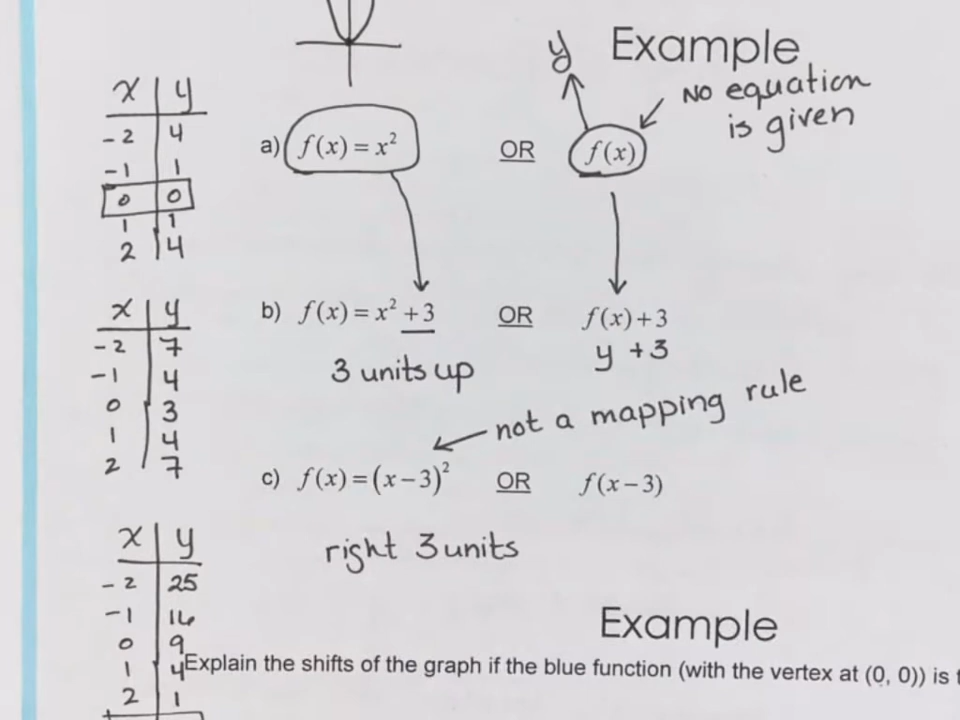 Example
y
No equation
is given
x y
-2 4
-1 1
0 0
1 1
2 4
a) f(x) = x² OR f(x)
x y
-2 7
-1 4
0 3
1 4
2 7
b) f(x) = x² + 3 OR f(x)+3
y +3
3 units up
not a mapping rule
c) f(x) = (x−3)² OR f(x−3)
right 3 units
x y
-2 25
-1 16
0 9
1 4
2 1
Example
Explain the shifts of the graph if the blue function (with the vertex at (0, 0)) is